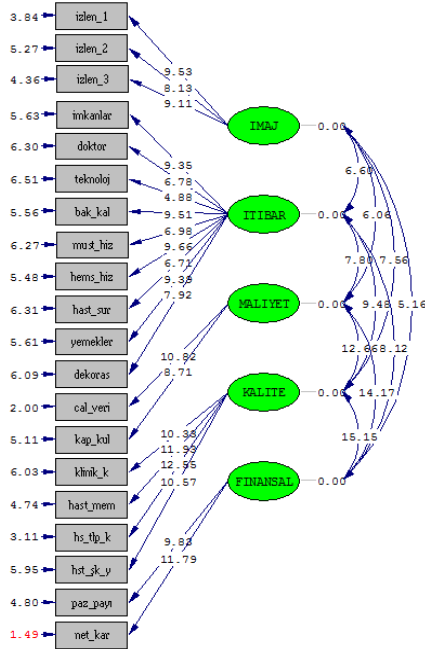 3.84 izlen_1
5.27 izlen_2
4.36 izlen_3
5.63 imkanlar
6.30 doktor
6.51 teknoloj
5.56 bak_kal
6.27 must_hiz
5.48 hems_hiz
6.31 hast_sur
5.61 yemekler
6.09 dekoras
2.00 cal_veri
5.11 kap_kul
6.03 klinik_k
4.74 hast_mem
3.11 hs_tlp_k
5.95 hst_sk_y
4.80 paz_payı
1.49 net_kar
9.53
8.13
9.11
9.35
6.78
4.88
9.51
6.98
9.66
6.71
9.39
7.92
10.82
8.71
10.33
11.93
12.55
10.57
9.83
11.79
IMAJ 0.00
ITIBAR 0.00
MALIYET 0.00
KALITE 0.00
FINANSAL 0.00
6.60
6.06
7.80 7.56
9.48 5.16
12.66 8.12
14.17
15.15